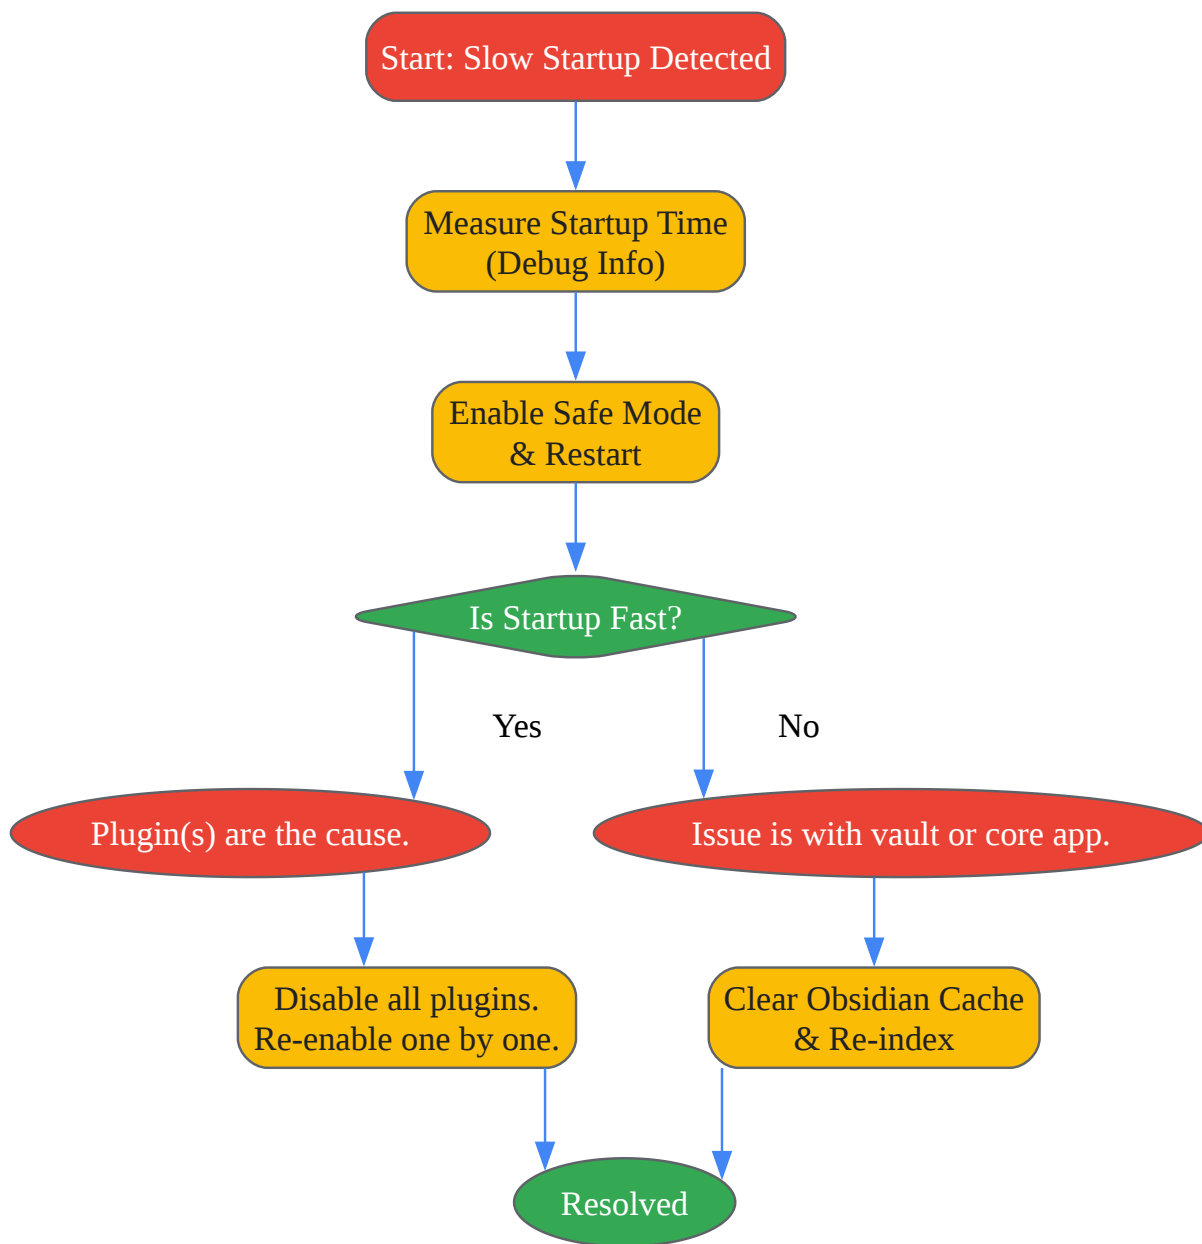 Start: Slow Startup Detected
Measure Startup Time
(Debug Info)
Enable Safe Mode
& Restart
Is Startup Fast?
Yes
No
Plugin(s) are the cause.
Issue is with vault or core app.
Disable all plugins.
Re-enable one by one.
Clear Obsidian Cache
& Re-index
Resolved